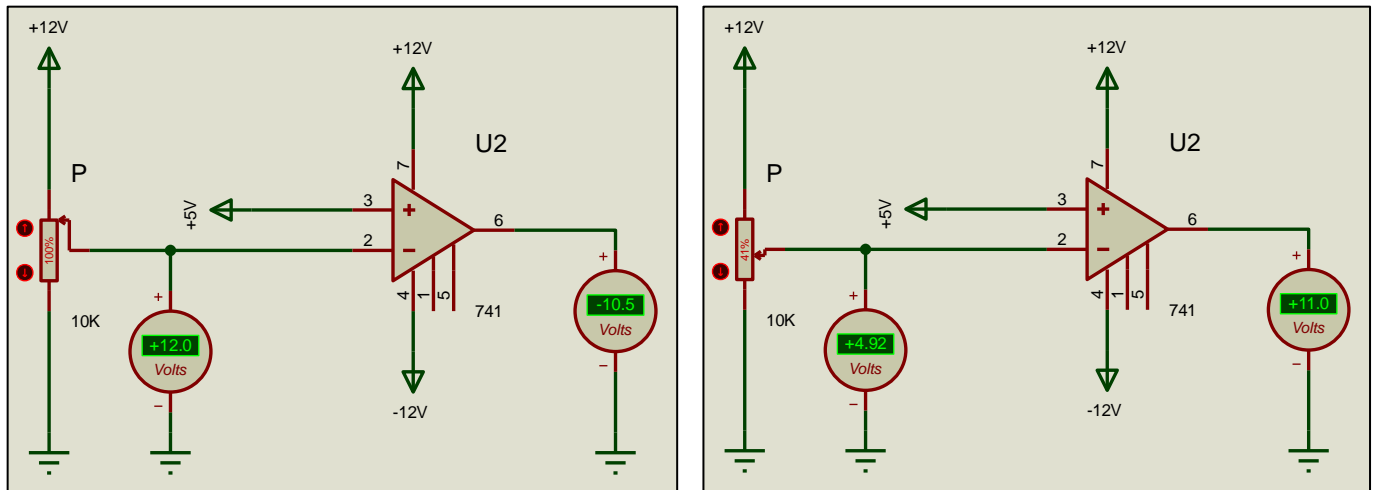 +12V
+12V
P
U2
7
3
+5V
+
6
2
−
100%
4
1
5
10K
741
+
-10.5
Volts
−
+
+12.0
Volts
−
-12V
+12V
+12V
P
U2
7
3
+5V
+
6
2
−
41%
4
1
5
10K
741
+
+11.0
Volts
−
+
+4.92
Volts
−
-12V